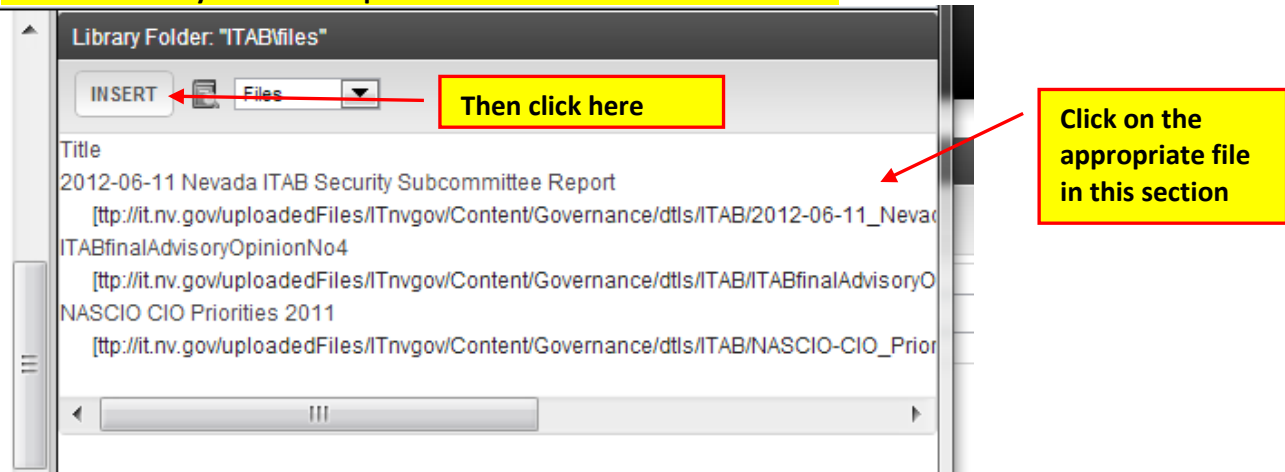 Library Folder: "ITAB\files"
INSERT Files
Then click here
Click on the
appropriate file
in this section
Title
2012-06-11 Nevada ITAB Security Subcommittee Report
[ttp://it.nv.gov/uploadedFiles/ITnvgov/Content/Governance/dtls/ITAB/2012-06-11_Nevac
ITABfinalAdvisoryOpinionNo4
[ttp://it.nv.gov/uploadedFiles/ITnvgov/Content/Governance/dtls/ITAB/ITABfinalAdvisoryO
NASCIO CIO Priorities 2011
[ttp://it.nv.gov/uploadedFiles/ITnvgov/Content/Governance/dtls/ITAB/NASCIO-CIO_Prior